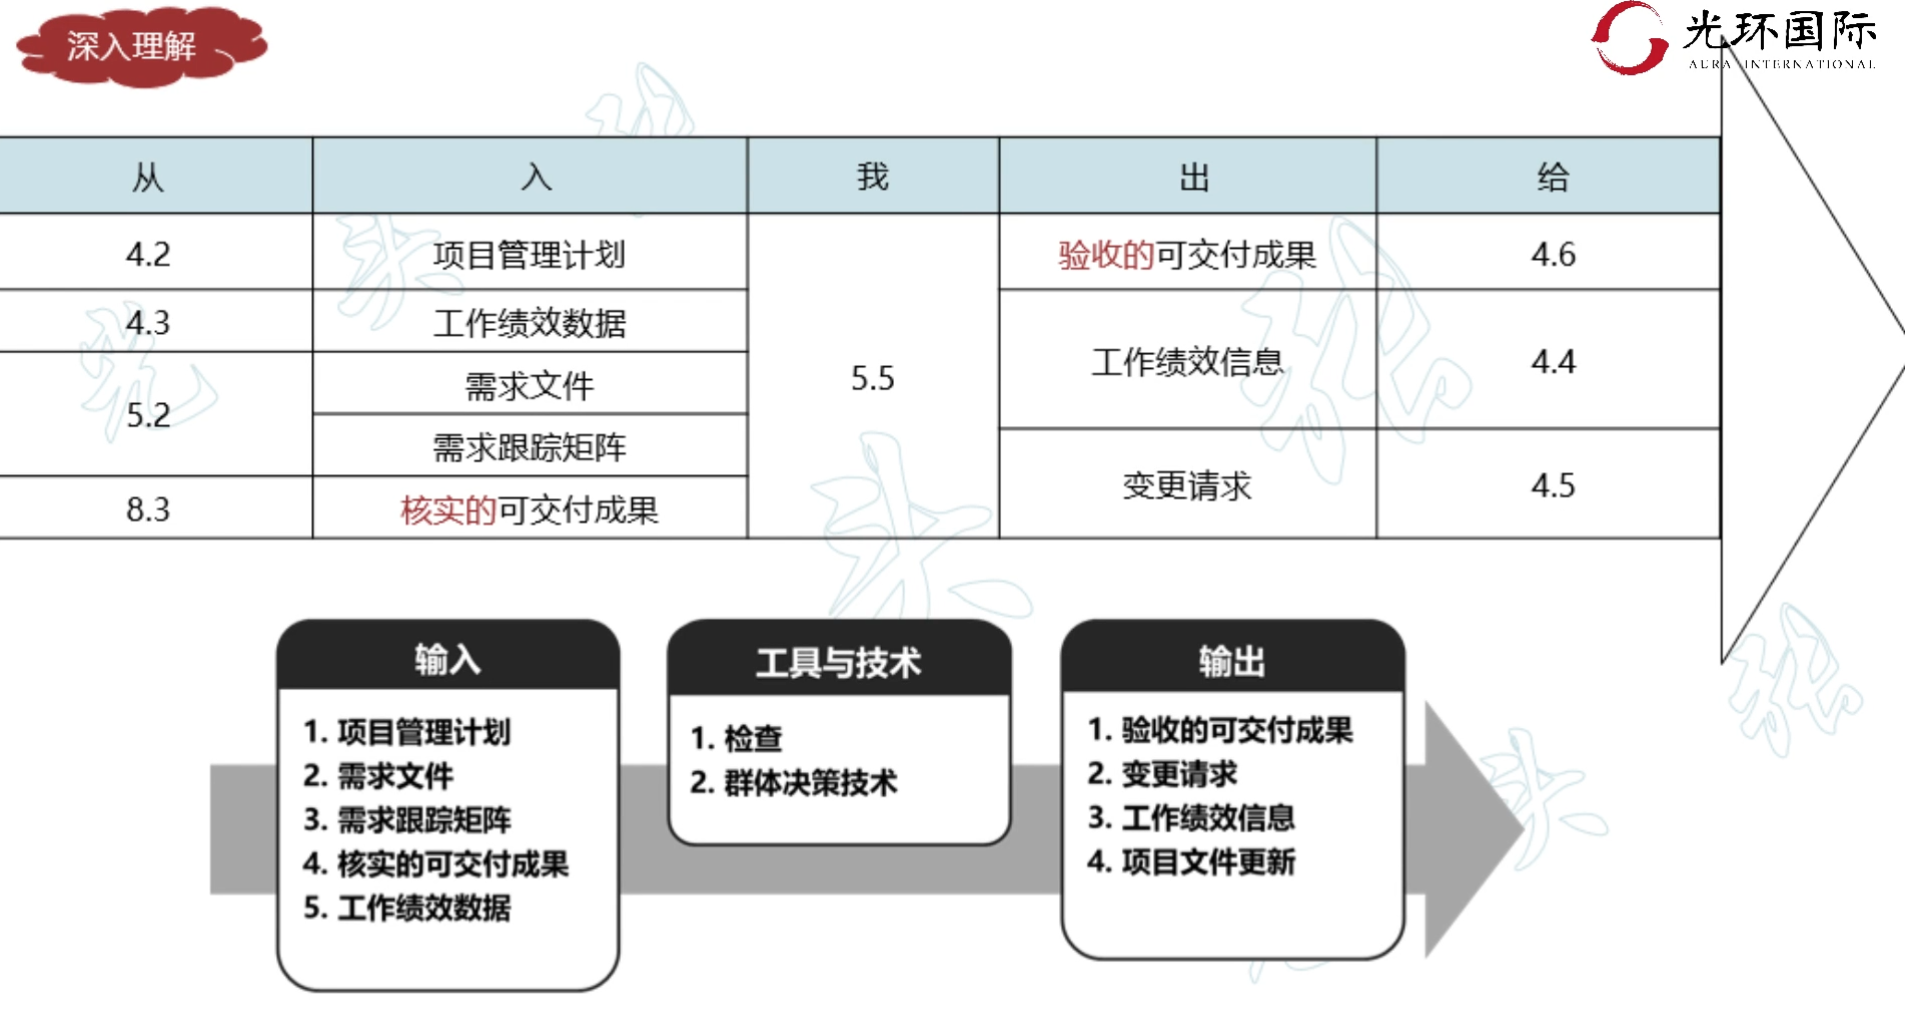 深入理解
光环国际
AURA INTERNATIONAL
从 入 我 出 给
4.2 项目管理计划 验收的可交付成果 4.6
4.3 工作绩效数据
5.2 需求文件 5.5 工作绩效信息 4.4
需求跟踪矩阵
8.3 核实的可交付成果 变更请求 4.5
输入
1. 项目管理计划
2. 需求文件
3. 需求跟踪矩阵
4. 核实的可交付成果
5. 工作绩效数据
工具与技术
1. 检查
2. 群体决策技术
输出
1. 验收的可交付成果
2. 变更请求
3. 工作绩效信息
4. 项目文件更新